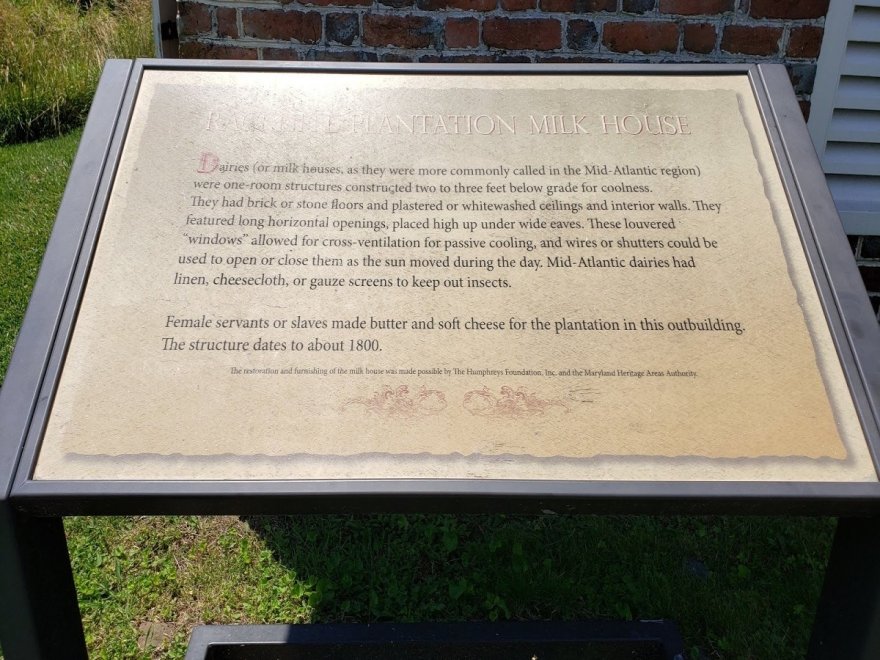 PLANTATION MILK HOUSE
Dairies (or milk houses, as they were more commonly called in the Mid-Atlantic region)
were one-room structures constructed two to three feet below grade for coolness.
They had brick or stone floors and plastered or whitewashed ceilings and interior walls. They
featured long horizontal openings, placed high up under wide eaves. These louvered
"windows" allowed for cross-ventilation for passive cooling, and wires or shutters could be
used to open or close them as the sun moved during the day. Mid-Atlantic dairies had
linen, cheesecloth, or gauze screens to keep out insects.
Female servants or slaves made butter and soft cheese for the plantation in this outbuilding.
The structure dates to about 1800.
The restoration and furnishing of the milk house was made possible by The Humphreys Foundation, Inc. and the Maryland Heritage Areas Authority.